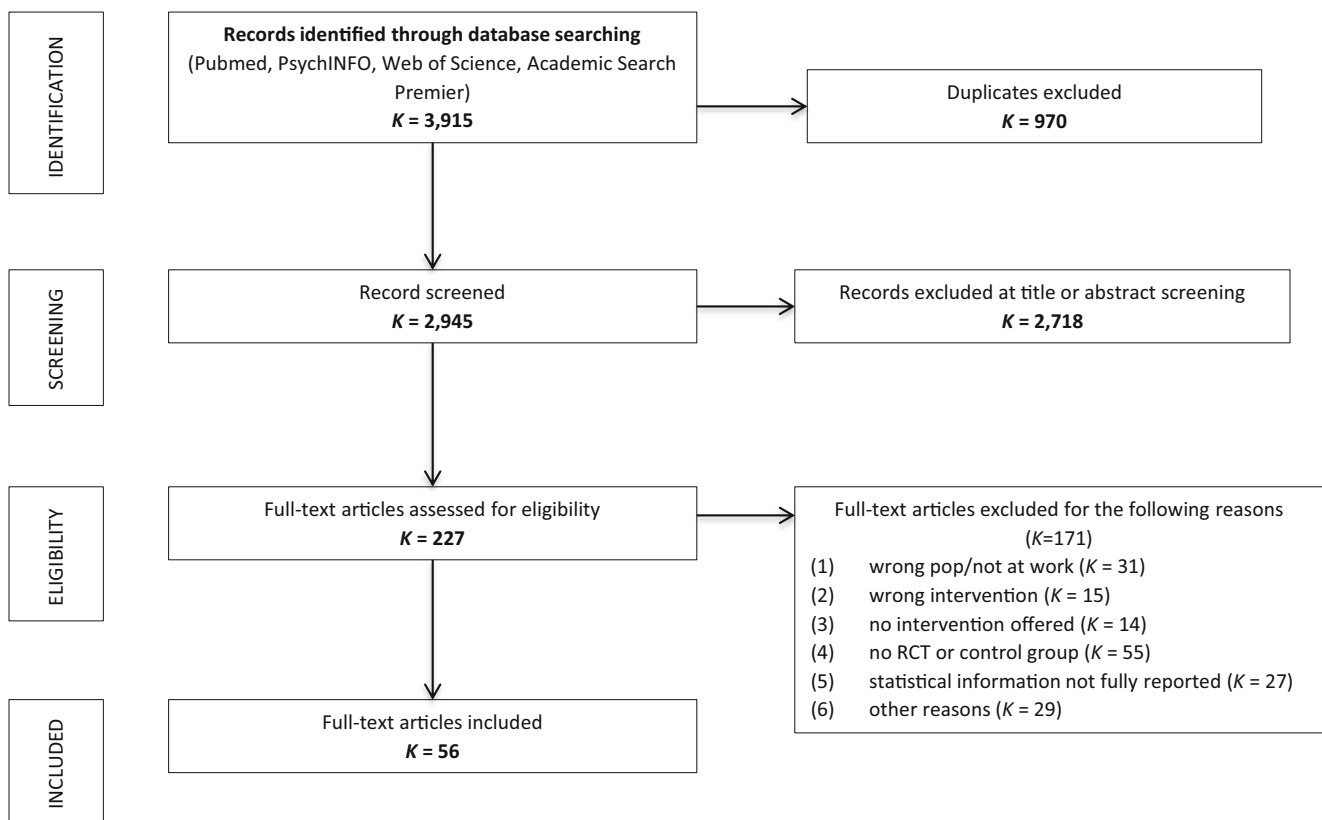 IDENTIFICATION
Records identified through database searching
(Pubmed, PsychINFO, Web of Science, Academic Search
Premier)
K = 3,915
Duplicates excluded
K = 970
SCREENING
Record screened
K = 2,945
Records excluded at title or abstract screening
K = 2,718
ELIGIBILITY
Full-text articles assessed for eligibility
K = 227
Full-text articles excluded for the following reasons
(K=171)
(1) wrong pop/not at work (K = 31)
(2) wrong intervention (K = 15)
(3) no intervention offered (K = 14)
(4) no RCT or control group (K = 55)
(5) statistical information not fully reported (K = 27)
(6) other reasons (K = 29)
INCLUDED
Full-text articles included
K = 56